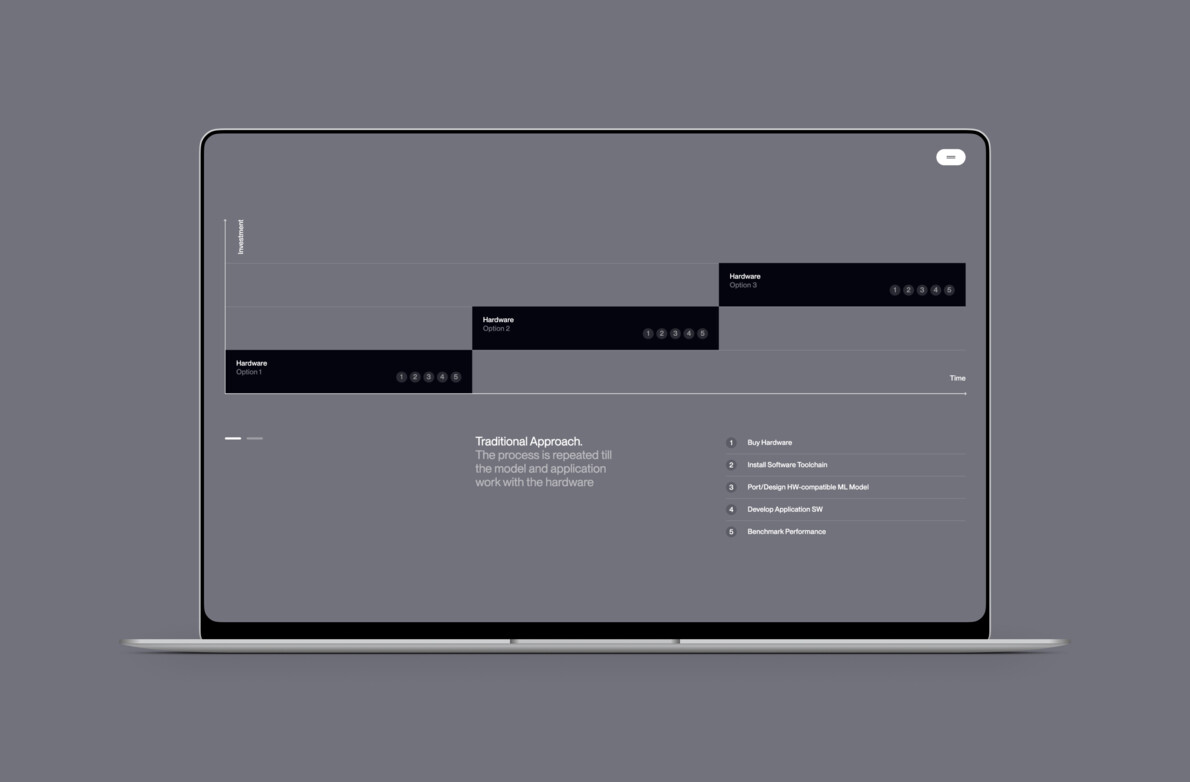 Investment
Hardware
Option 3
1 2 3 4 5
Hardware
Option 2
1 2 3 4 5
Hardware
Option 1
1 2 3 4 5
Time
Traditional Approach.
The process is repeated till
the model and application
work with the hardware
1 Buy Hardware
2 Install Software Toolchain
3 Port/Design HW-compatible ML Model
4 Develop Application SW
5 Benchmark Performance